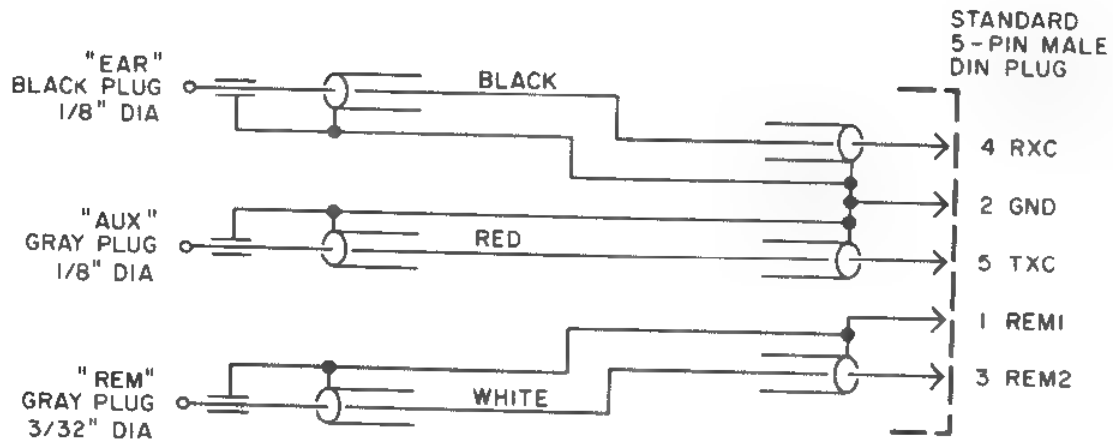 STANDARD
5-PIN MALE
DIN PLUG
"EAR"
BLACK PLUG
1/8" DIA
BLACK
4 RXC
2 GND
"AUX"
GRAY PLUG
1/8" DIA
RED
5 TXC
1 REM1
"REM"
GRAY PLUG
3/32" DIA
WHITE
3 REM2